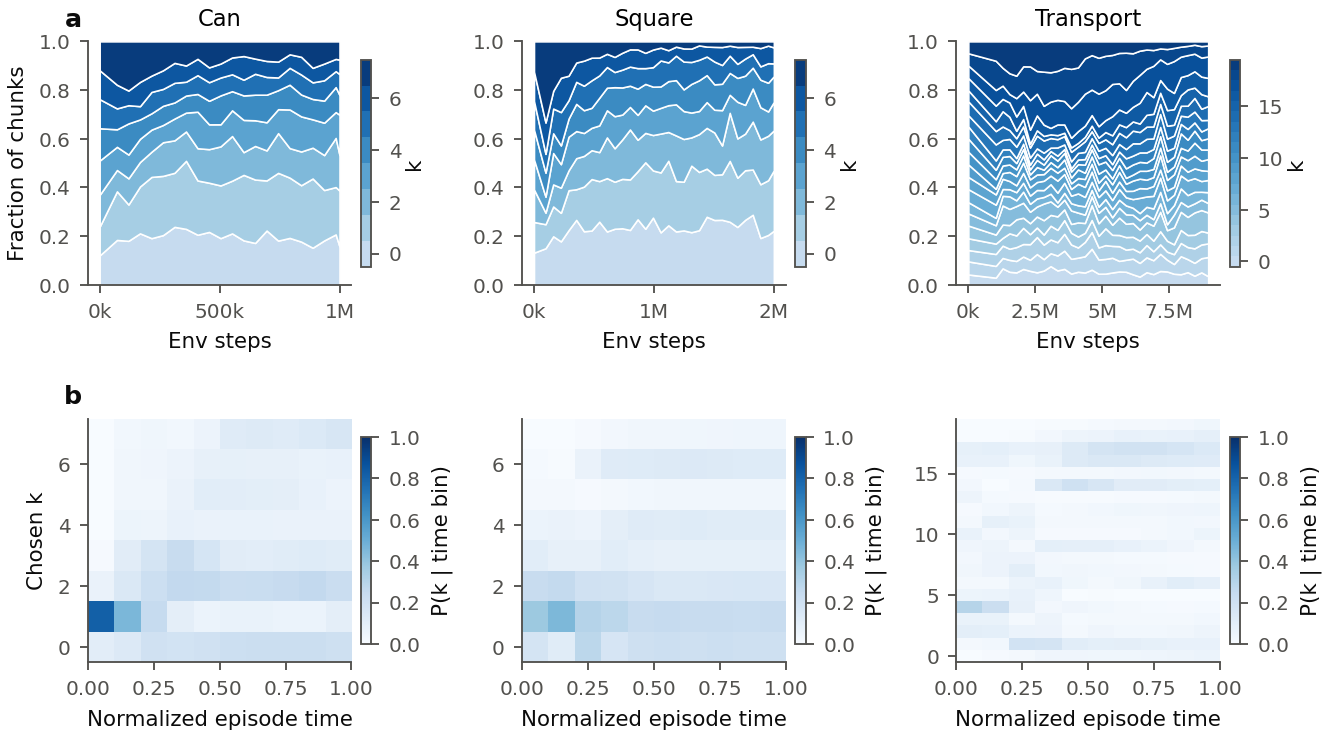 a
Can
Square
Transport
1.0
0.8
0.6
0.4
0.2
0.0
Fraction of chunks
0k
500k
1M
Env steps
6
4
2
0
k
1.0
0.8
0.6
0.4
0.2
0.0
0k
1M
2M
Env steps
6
4
2
0
k
1.0
0.8
0.6
0.4
0.2
0.0
0k
2.5M
5M
7.5M
Env steps
15
10
5
0
k
b
6
4
2
0
Chosen k
0.00
0.25
0.50
0.75
1.00
Normalized episode time
1.0
0.8
0.6
0.4
0.2
0.0
P(k | time bin)
6
4
2
0
0.00
0.25
0.50
0.75
1.00
Normalized episode time
1.0
0.8
0.6
0.4
0.2
0.0
P(k | time bin)
15
10
5
0
0.00
0.25
0.50
0.75
1.00
Normalized episode time
1.0
0.8
0.6
0.4
0.2
0.0
P(k | time bin)